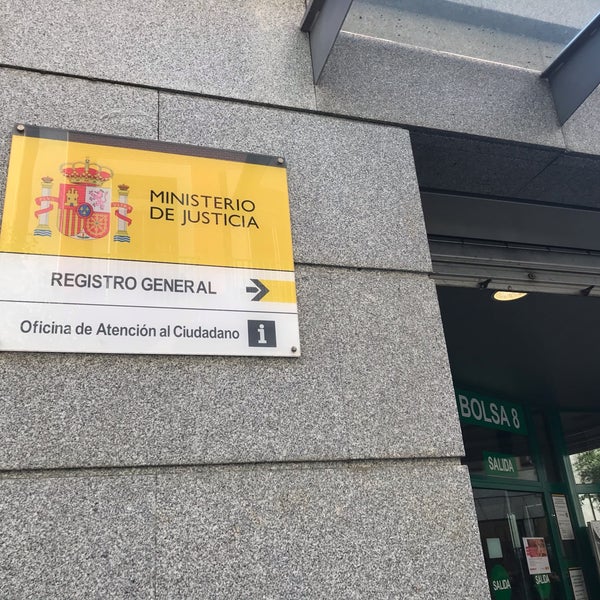 MINISTERIO
DE JUSTICIA
REGISTRO GENERAL
Oficina de Atención al Ciudadano i
BOLSA 8
SALIDA
SALIDA
SALIDA